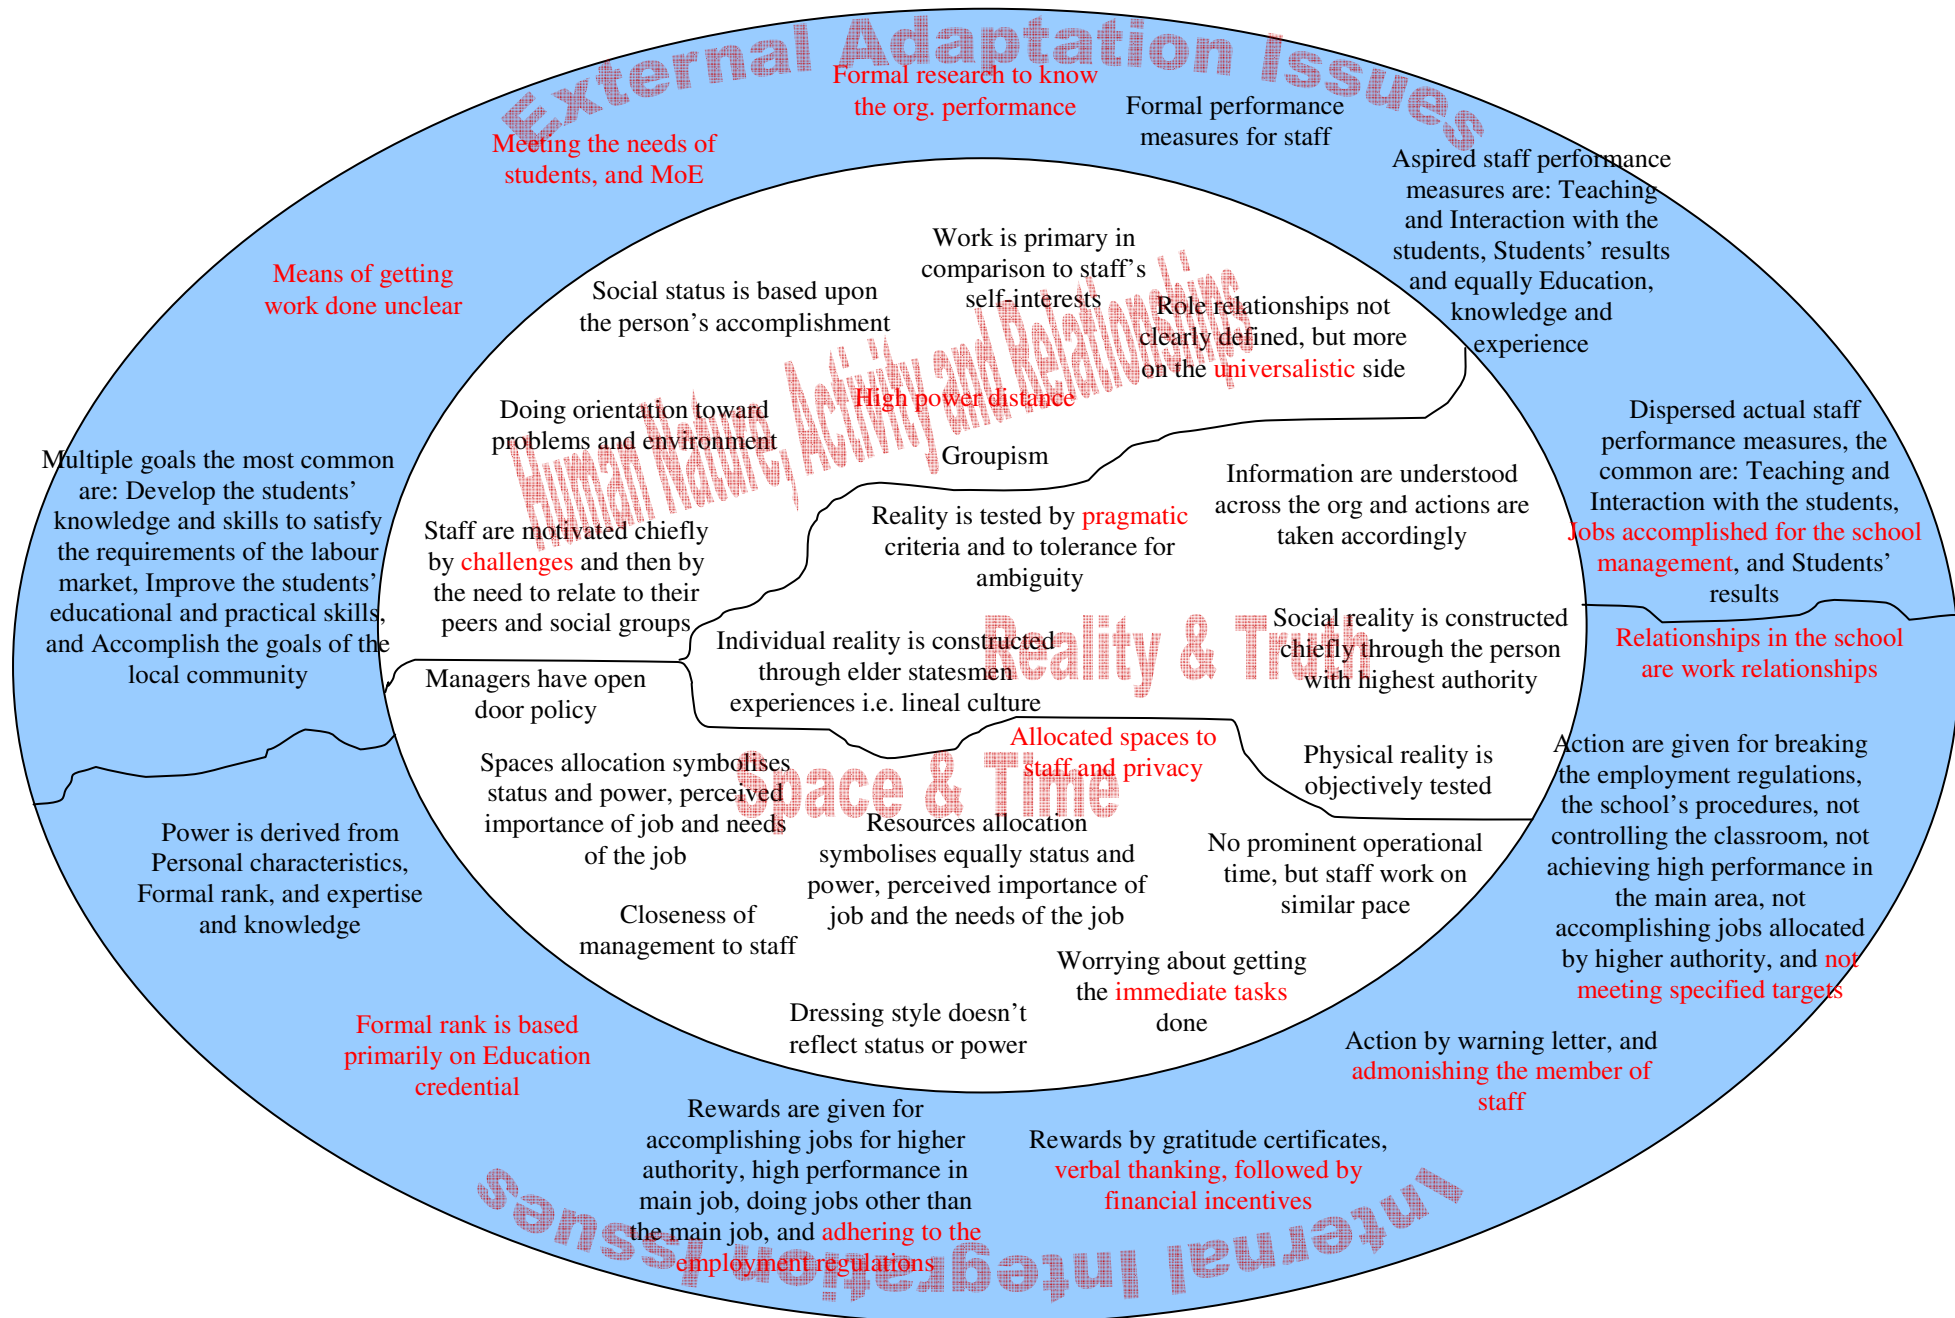 External Adaptation Issues
Formal research to know
the org. performance
Formal performance
measures for staff
Meeting the needs of
students, and MoE
Aspired staff performance
measures are: Teaching
and Interaction with the
students, Students' results
and equally Education,
knowledge and
experience
Means of getting
work done unclear
Multiple goals the most common
are: Develop the students'
knowledge and skills to satisfy
the requirements of the labour
market, Improve the students'
educational and practical skills,
and Accomplish the goals of the
local community
Dispersed actual staff
performance measures, the
common are: Teaching and
Interaction with the students,
Jobs accomplished for the school
management, and Students'
results
Human Nature, Activity and Relationships
Work is primary in
comparison to staff's
self-interests
Social status is based upon
the person's accomplishment
Role relationships not
clearly defined, but more
on the universalistic side
High power distance
Doing orientation toward
problems and environment
Groupism
Staff are motivated chiefly
by challenges and then by
the need to relate to their
peers and social groups
Reality & Truth
Information are understood
across the org and actions are
taken accordingly
Reality is tested by pragmatic
criteria and to tolerance for
ambiguity
Individual reality is constructed
through elder statesmen
experiences i.e. lineal culture
Social reality is constructed
chiefly through the person
with highest authority
Physical reality is
objectively tested
Space & Time
Managers have open
door policy
Allocated spaces to
staff and privacy
Spaces allocation symbolises
status and power, perceived
importance of job and needs
of the job
Resources allocation
symbolises equally status and
power, perceived importance of
job and the needs of the job
No prominent operational
time, but staff work on
similar pace
Closeness of
management to staff
Worrying about getting
the immediate tasks
done
Dressing style doesn't
reflect status or power
Relationships in the school
are work relationships
Action are given for breaking
the employment regulations,
the school's procedures, not
controlling the classroom, not
achieving high performance in
the main area, not
accomplishing jobs allocated
by higher authority, and not
meeting specified targets
Power is derived from
Personal characteristics,
Formal rank, and expertise
and knowledge
Formal rank is based
primarily on Education
credential
Action by warning letter, and
admonishing the member of
staff
Rewards are given for
accomplishing jobs for higher
authority, high performance in
main job, doing jobs other than
the main job, and adhering to the
employment regulations
Rewards by gratitude certificates,
verbal thanking, followed by
financial incentives
Internal Integration Issues